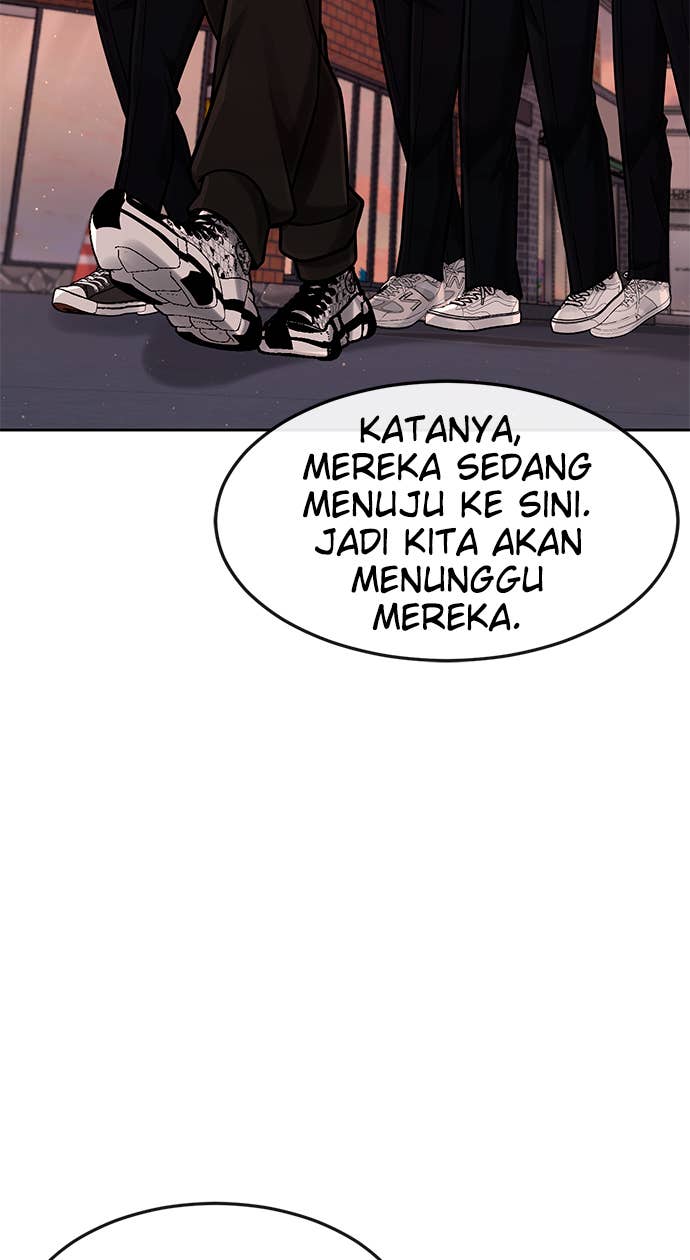 KATANYA,
MEREKA SEDANG
MENUJU KE SINI.
JADI KITA AKAN
MENUNGGU
MEREKA.